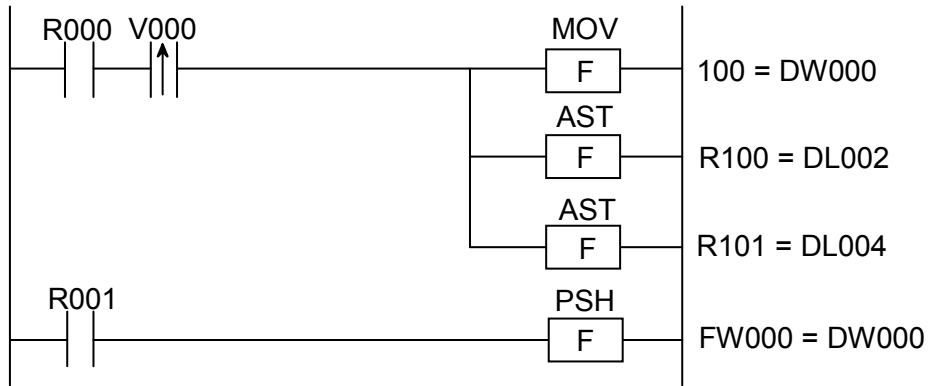 R000 V000 MOV
F 100 = DW000
AST
F R100 = DL002
AST
F R101 = DL004
R001 PSH
F FW000 = DW000